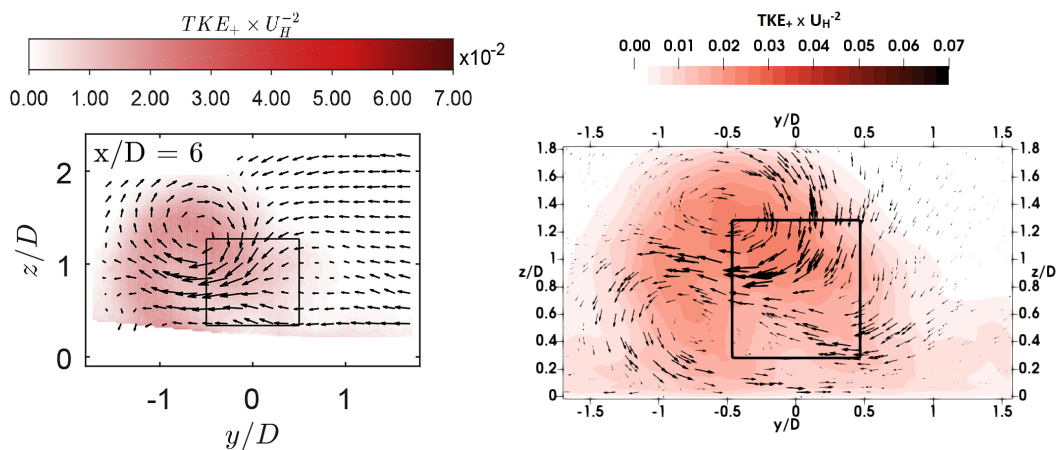 TKE₊ × U_H⁻²
x10⁻²
0.00 1.00 2.00 3.00 4.00 5.00 6.00 7.00
x/D = 6
2
1
0
z/D
-1 0 1
y/D
TKE₊ x U_H⁻²
0.00 0.01 0.02 0.03 0.04 0.05 0.06 0.07
y/D
-1.5 -1 -0.5 0 0.5 1 1.5
1.8 1.8
1.6 1.6
1.4 1.4
1.2 1.2
1 1
z/D z/D
0.8 0.8
0.6 0.6
0.4 0.4
0.2 0.2
0 0
-1.5 -1 -0.5 0 0.5 1 1.5
y/D